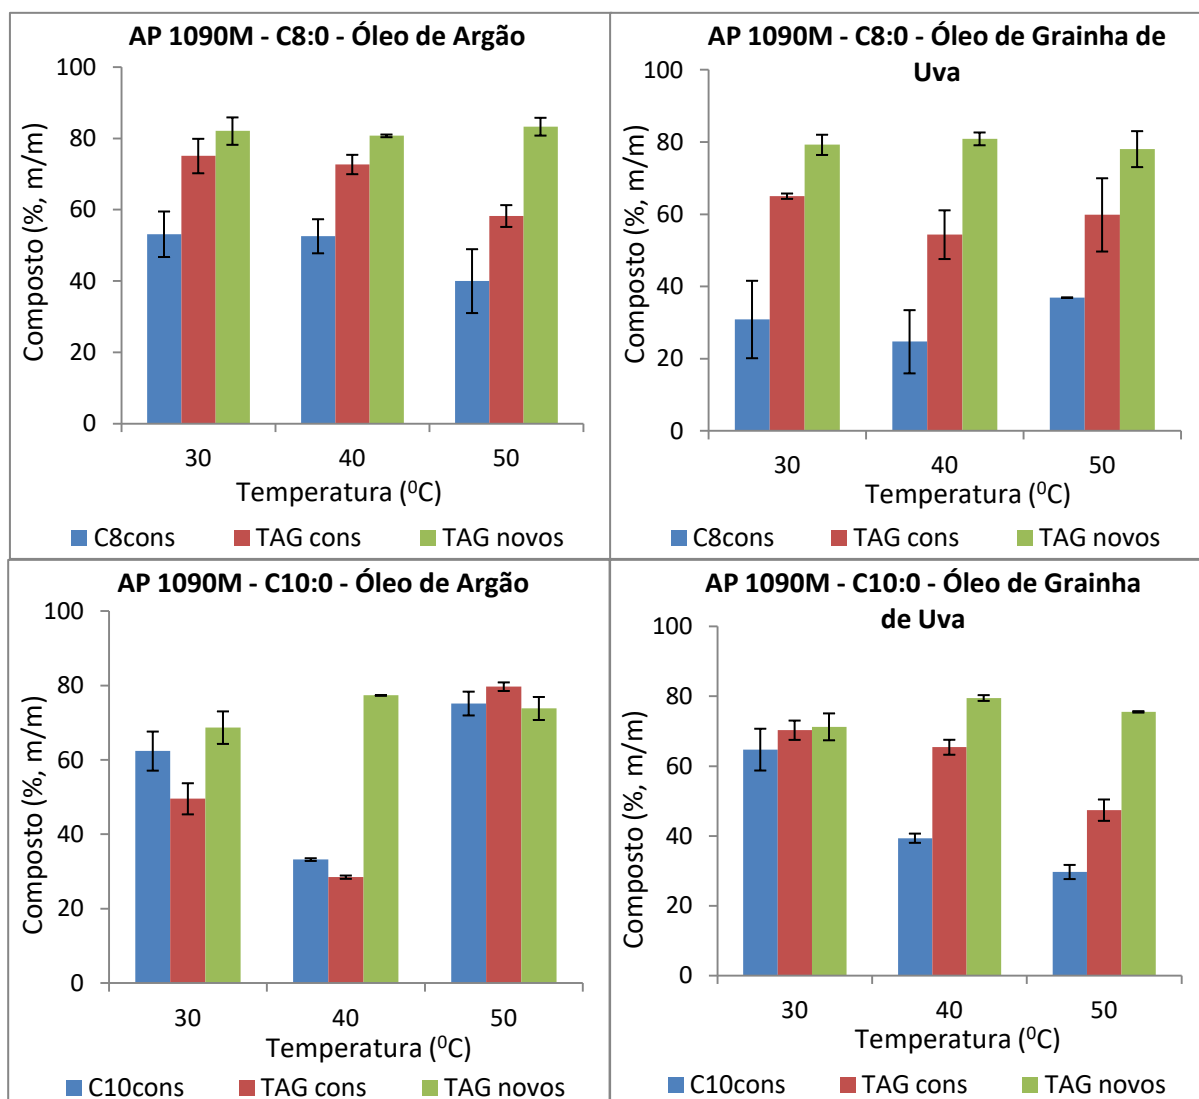 AP 1090M - C8:0 - Óleo de Argão
100
80
60
40
20
0
Composto (%, m/m)
30 40 50
Temperatura (⁰C)
C8cons TAG cons TAG novos
AP 1090M - C8:0 - Óleo de Grainha de
Uva
100
80
60
40
20
0
Composto (%, m/m)
30 40 50
Temperatura (⁰C)
C8cons TAG cons TAG novos
AP 1090M - C10:0 - Óleo de Argão
100
80
60
40
20
0
Composto (%, m/m)
30 40 50
Temperatura (⁰C)
C10cons TAG cons TAG novos
AP 1090M - C10:0 - Óleo de Grainha
de Uva
100
80
60
40
20
0
Composto (%, m/m)
30 40 50
Temperatura (⁰C)
C10cons TAG cons TAG novos